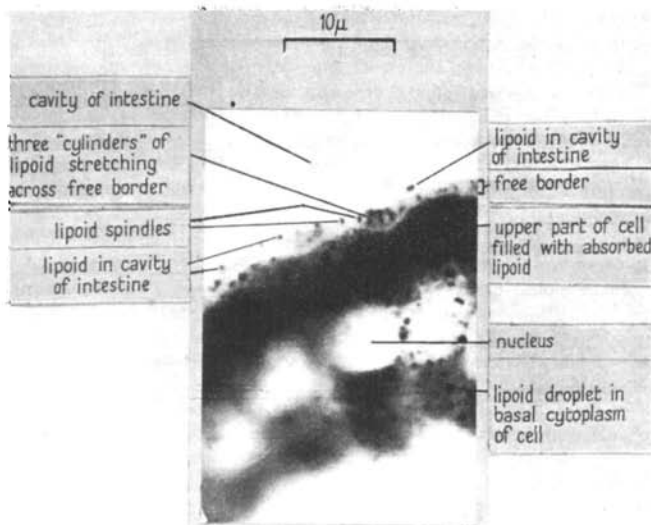 10µ
cavity of intestine
three "cylinders" of
lipoid stretching
across free border
lipoid spindles
lipoid in cavity
of intestine
lipoid in cavity
of intestine
free border
upper part of cell
filled with absorbed
lipoid
nucleus
lipoid droplet in
basal cytoplasm
of cell